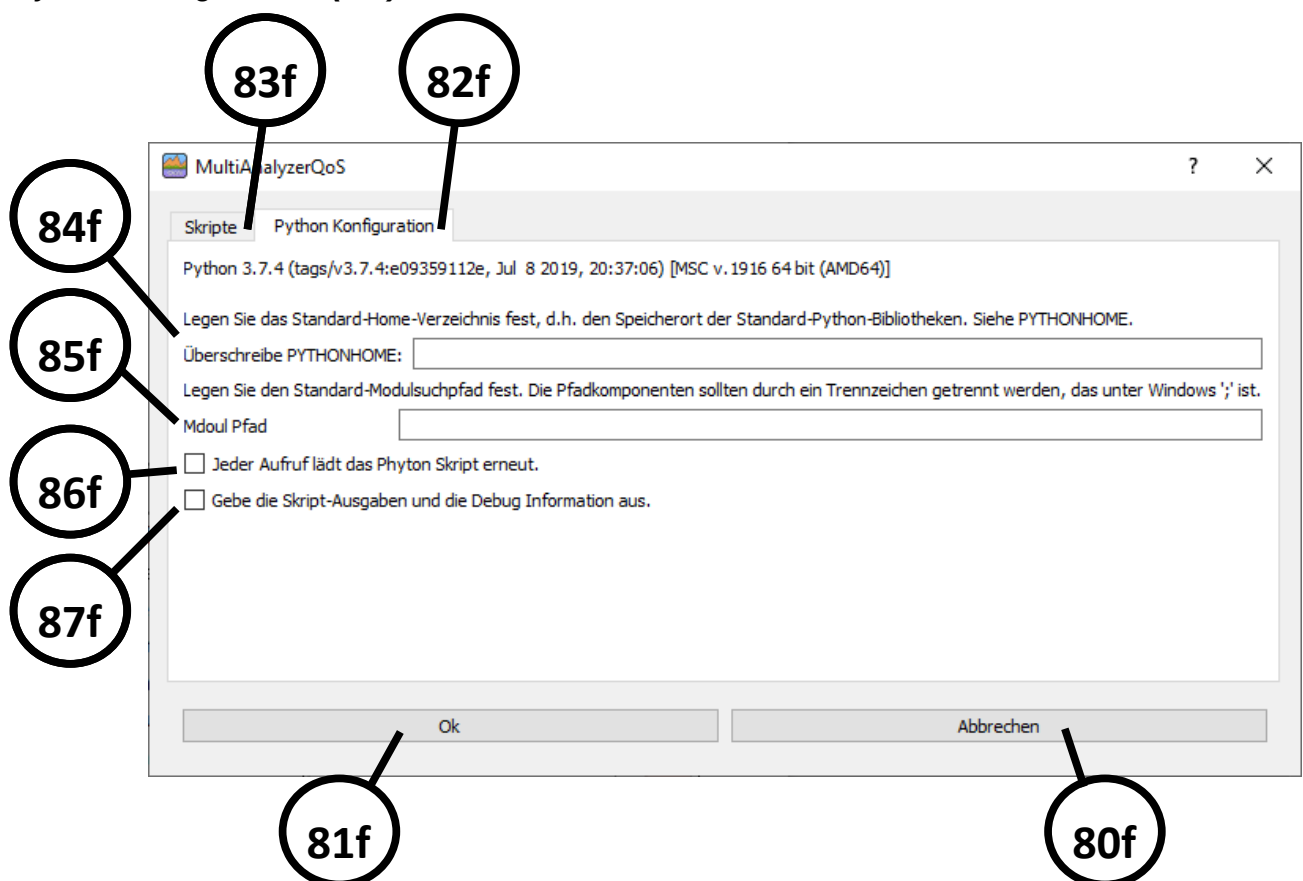 83f
82f
MultiAnalyzerQoS
?
84f
Skripte
Python Konfiguration
Python 3.7.4 (tags/v3.7.4:e09359112e, Jul 8 2019, 20:37:06) [MSC v.1916 64 bit (AMD64)]
Legen Sie das Standard-Home-Verzeichnis fest, d.h. den Speicherort der Standard-Python-Bibliotheken. Siehe PYTHONHOME.
85f
Überschreibe PYTHONHOME:
Legen Sie den Standard-Modulsuchpfad fest. Die Pfadkomponenten sollten durch ein Trennzeichen getrennt werden, das unter Windows ';' ist.
Mdoul Pfad
86f
Jeder Aufruf lädt das Phyton Skript erneut.
Gebe die Skript-Ausgaben und die Debug Information aus.
87f
Ok
Abbrechen
81f
80f